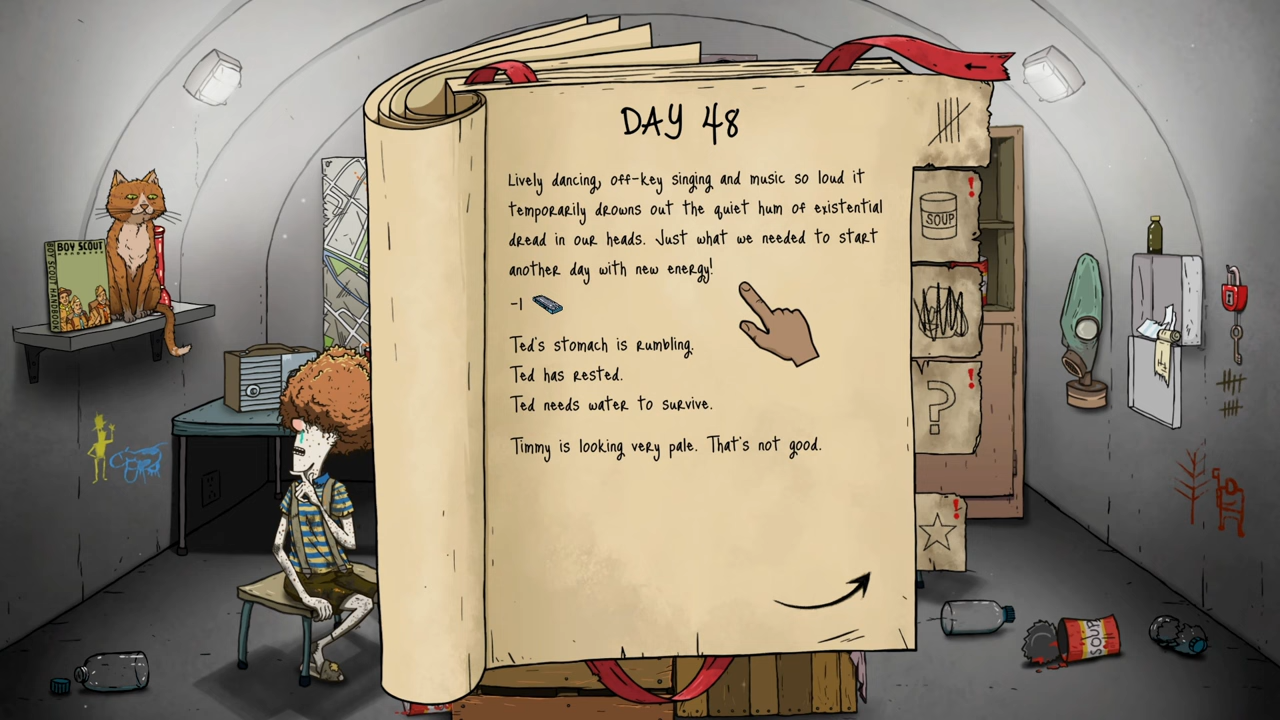 DAY 48
Lively dancing, off-key singing and music so loud it
temporarily drowns out the quiet hum of existential
dread in our heads. Just what we needed to start
another day with new energy!
-1
Ted's stomach is rumbling.
Ted has rested.
Ted needs water to survive.
Timmy is looking very pale. That's not good.
SOUP
!
?
!
!
BOY SCOUT
BOY SCOUT HANDBOOK
SOUP